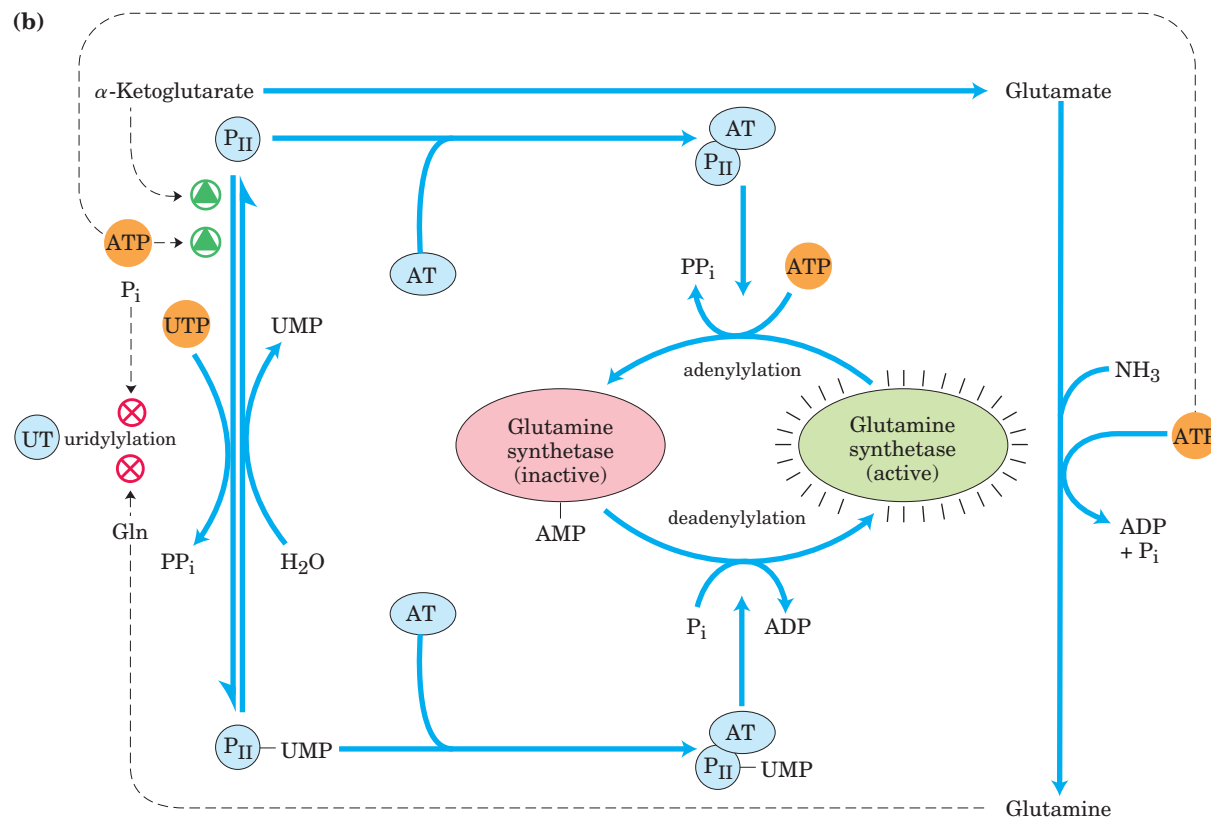 (b)
α-Ketoglutarate
Glutamate
PII
AT
PII
ATP
AT
PPi
ATP
Pi
UTP
UMP
adenylylation
NH3
Glutamine
synthetase
(inactive)
Glutamine
synthetase
(active)
UT
uridylylation
ATP
AMP
deadenylylation
Gln
PPi
H2O
ADP
+ Pi
AT
Pi
ADP
PII
UMP
AT
PII
UMP
Glutamine